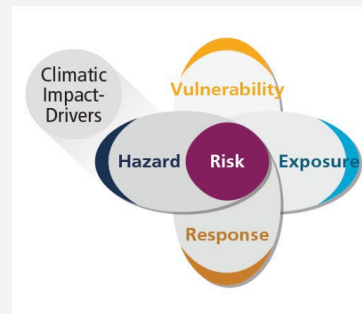 Climatic
Impact-
Drivers
Vulnerability
Hazard
Risk
Exposure
Response